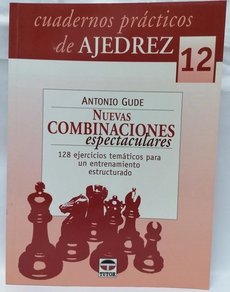 cuadernos prácticos
de AJEDREZ
12
ANTONIO GUDE
NUEVAS
COMBINACIONES
espectaculares
128 ejercicios temáticos para
un entrenamiento
estructurado
TUTOR